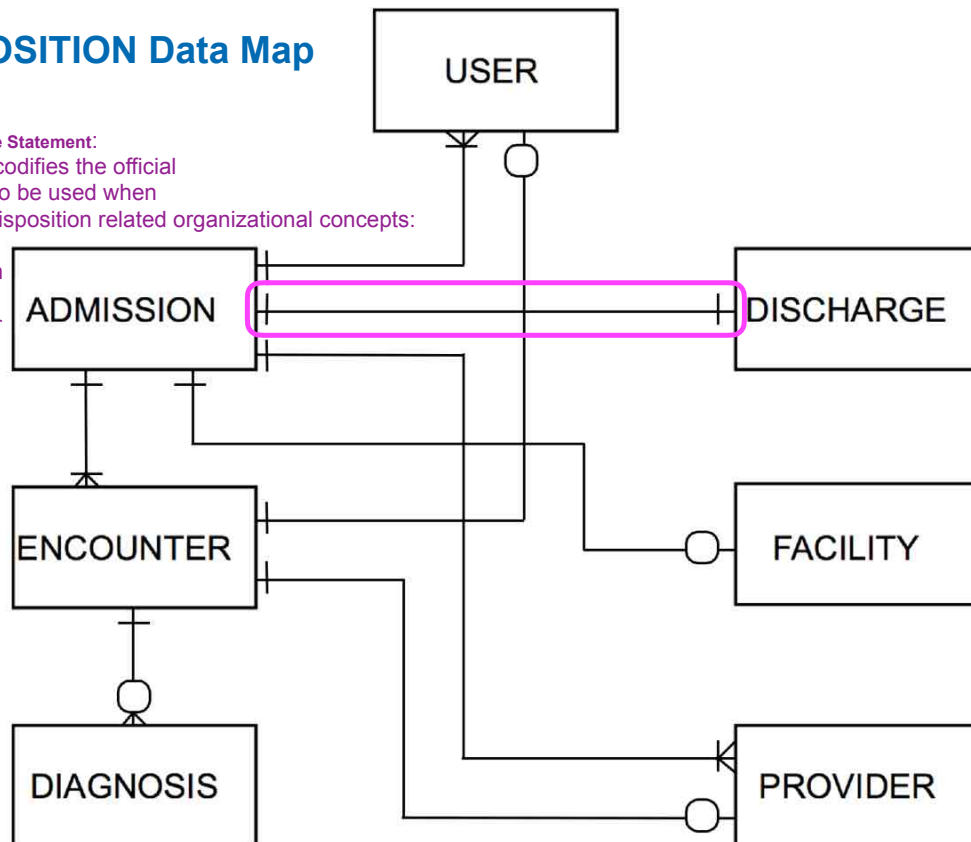 OSITION Data Map
USER
e Statement:
codifies the official
o be used when
isposition related organizational concepts:
ADMISSION
DISCHARGE
ENCOUNTER
FACILITY
DIAGNOSIS
PROVIDER